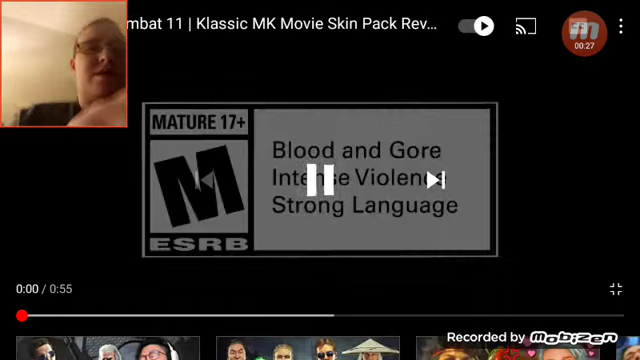 mbat 11 | Klassic MK Movie Skin Pack Rev...
00:27
MATURE 17+
M
ESRB
Blood and Gore
Intense Violence
Strong Language
0:00 / 0:55
Recorded by mobizen